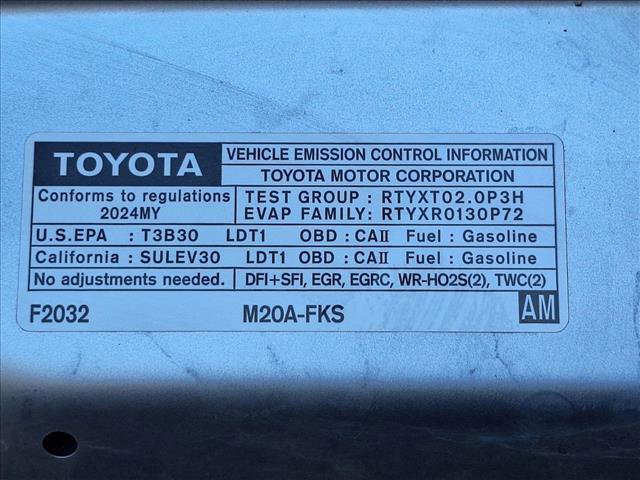 TOYOTA
VEHICLE EMISSION CONTROL INFORMATION
TOYOTA MOTOR CORPORATION
Conforms to regulations
2024MY
TEST GROUP : RTYXT02.0P3H
EVAP FAMILY: RTYXR0130P72
U.S.EPA : T3B30 LDT1 OBD : CAⅡ Fuel : Gasoline
California : SULEV30 LDT1 OBD : CAⅡ Fuel : Gasoline
No adjustments needed. DFI+SFI, EGR, EGRC, WR-HO2S(2), TWC(2)
F2032 M20A-FKS AM